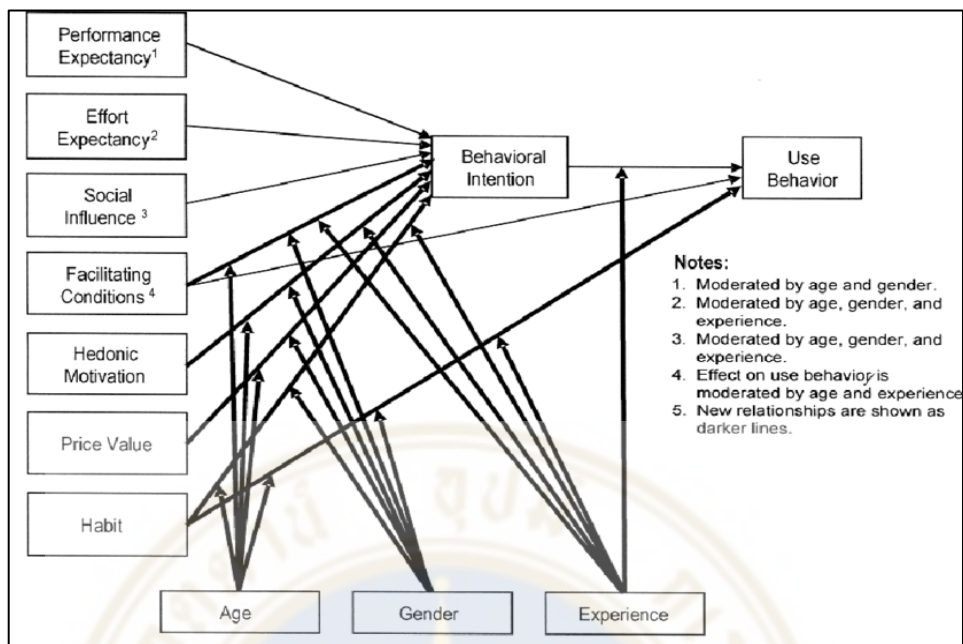 Performance
Expectancy1
Effort
Expectancy2
Social
Influence 3
Facilitating
Conditions 4
Hedonic
Motivation
Price Value
Habit
Behavioral
Intention
Use
Behavior
Notes:
1. Moderated by age and gender.
2. Moderated by age, gender, and
experience.
3. Moderated by age, gender, and
experience.
4. Effect on use behavior is
moderated by age and experience
5. New relationships are shown as
darker lines.
Age
Gender
Experience